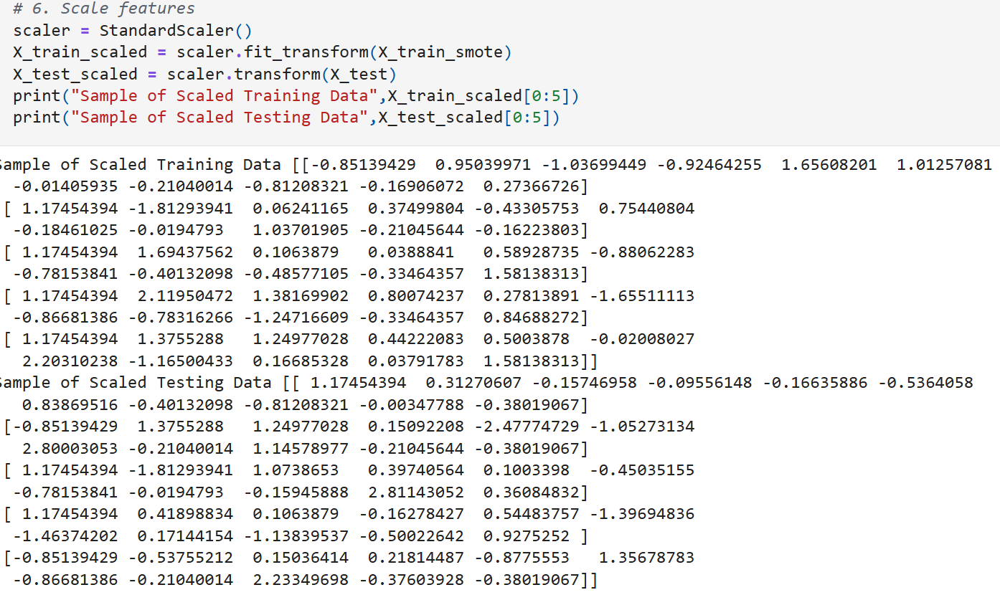 # 6. Scale features
scaler = StandardScaler()
X_train_scaled = scaler.fit_transform(X_train_smote)
X_test_scaled = scaler.transform(X_test)
print("Sample of Scaled Training Data",X_train_scaled[0:5])
print("Sample of Scaled Testing Data",X_test_scaled[0:5])
Sample of Scaled Training Data [[-0.85139429  0.95039971 -1.03699449 -0.92464255  1.65608201  1.01257081
  -0.01405935 -0.21040014 -0.81208321 -0.16906072  0.27366726]
 [ 1.17454394 -1.81293941  0.06241165  0.37499804 -0.43305753  0.75440804
  -0.18461025 -0.0194793   1.03701905 -0.21045644 -0.16223803]
 [ 1.17454394  1.69437562  0.1063879   0.0388841   0.58928735 -0.88062283
  -0.78153841 -0.40132098 -0.48577105 -0.33464357  1.58138313]
 [ 1.17454394  2.11950472  1.38169902  0.80074237  0.27813891 -1.65511113
  -0.86681386 -0.78316266 -1.24716609 -0.33464357  0.84688272]
 [ 1.17454394  1.3755288   1.24977028  0.44222083  0.5003878  -0.02008027
   2.20310238 -1.16500433  0.16685328  0.03791783  1.58138313]]
Sample of Scaled Testing Data [[ 1.17454394  0.31270607 -0.15746958 -0.09556148 -0.16635886 -0.5364058
   0.83869516 -0.40132098 -0.81208321 -0.00347788 -0.38019067]
 [-0.85139429  1.3755288   1.24977028  0.15092208 -2.47774729 -1.05273134
   2.80003053 -0.21040014  1.14578977 -0.21045644 -0.38019067]
 [ 1.17454394 -1.81293941  1.0738653   0.39740564  0.1003398  -0.45035155
  -0.78153841 -0.0194793  -0.15945888  2.81143052  0.36084832]
 [ 1.17454394  0.41898834  0.1063879  -0.16278427  0.54483757 -1.39694836
  -1.46374202  0.17144154 -1.13839537 -0.50022642  0.9275252 ]
 [-0.85139429 -0.53755212  0.15036414  0.21814487 -0.8775553   1.35678783
  -0.86681386 -0.21040014  2.23349698 -0.37603928 -0.38019067]]